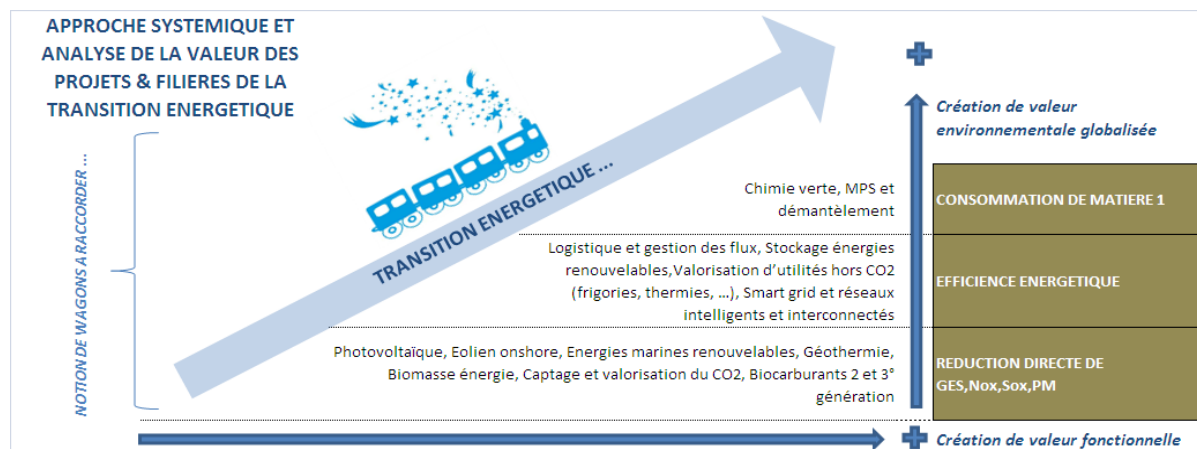 APPROCHE SYSTEMIQUE ET
ANALYSE DE LA VALEUR DES
PROJETS & FILIERES DE LA
TRANSITION ENERGETIQUE
NOTION DE WAGONS A RACCORDER ...
TRANSITION ENERGETIQUE ...
Création de valeur
environnementale globalisée
Chimie verte, MPS et
démantèlement
CONSOMMATION DE MATIERE 1
Logistique et gestion des flux, Stockage énergies
renouvelables,Valorisation d’utilités hors CO2
(frigories, thermies, ...), Smart grid et réseaux
intelligents et interconnectés
EFFICIENCE ENERGETIQUE
Photovoltaïque, Eolien onshore, Energies marines renouvelables, Géothermie,
Biomasse énergie, Captage et valorisation du CO2, Biocarburants 2 et 3°
génération
REDUCTION DIRECTE DE
GES,Nox,Sox,PM
Création de valeur fonctionnelle